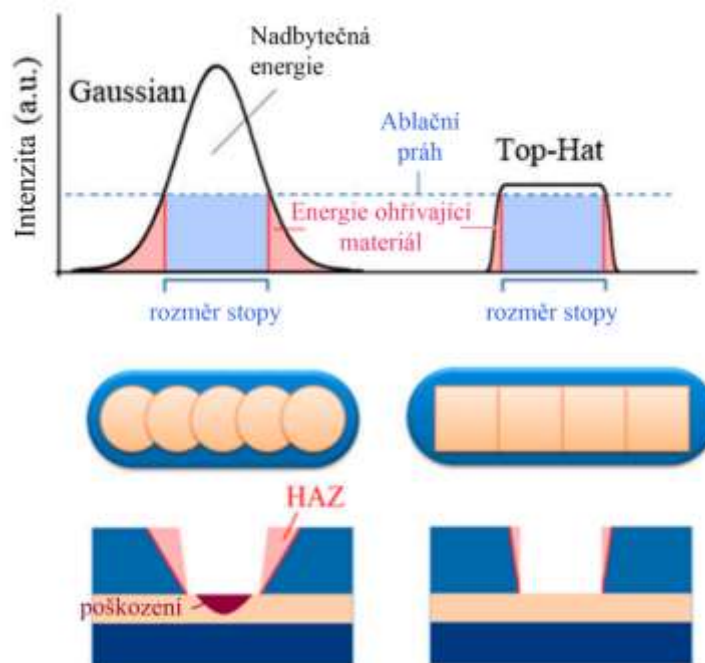 Intenzita (a.u.)
Gaussian
Nadbytečná
energie
Ablační
práh
Top-Hat
Energie ohřívající
materiál
rozměr stopy
rozměr stopy
HAZ
poškození